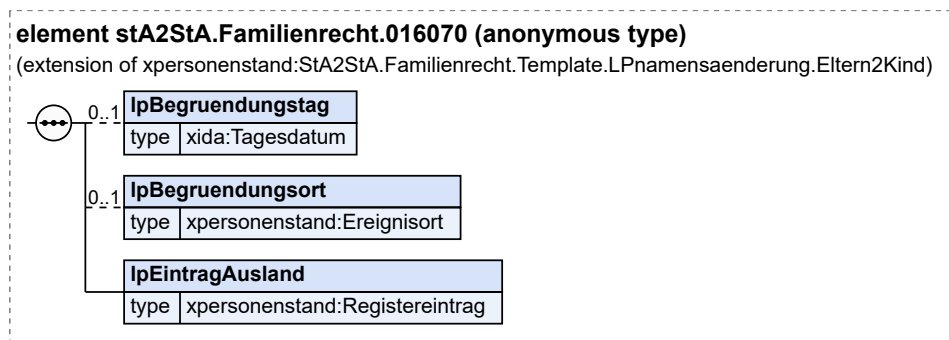 element stA2StA.Familienrecht.016070 (anonymous type)
(extension of xpersonenstand:StA2StA.Familienrecht.Template.LPnamensaenderung.Eltern2Kind)
0..1
lpBegruendungstag
type xida:Tagesdatum
0..1
lpBegruendungsort
type xpersonenstand:Ereignisort
lpEintragAusland
type xpersonenstand:Registereintrag